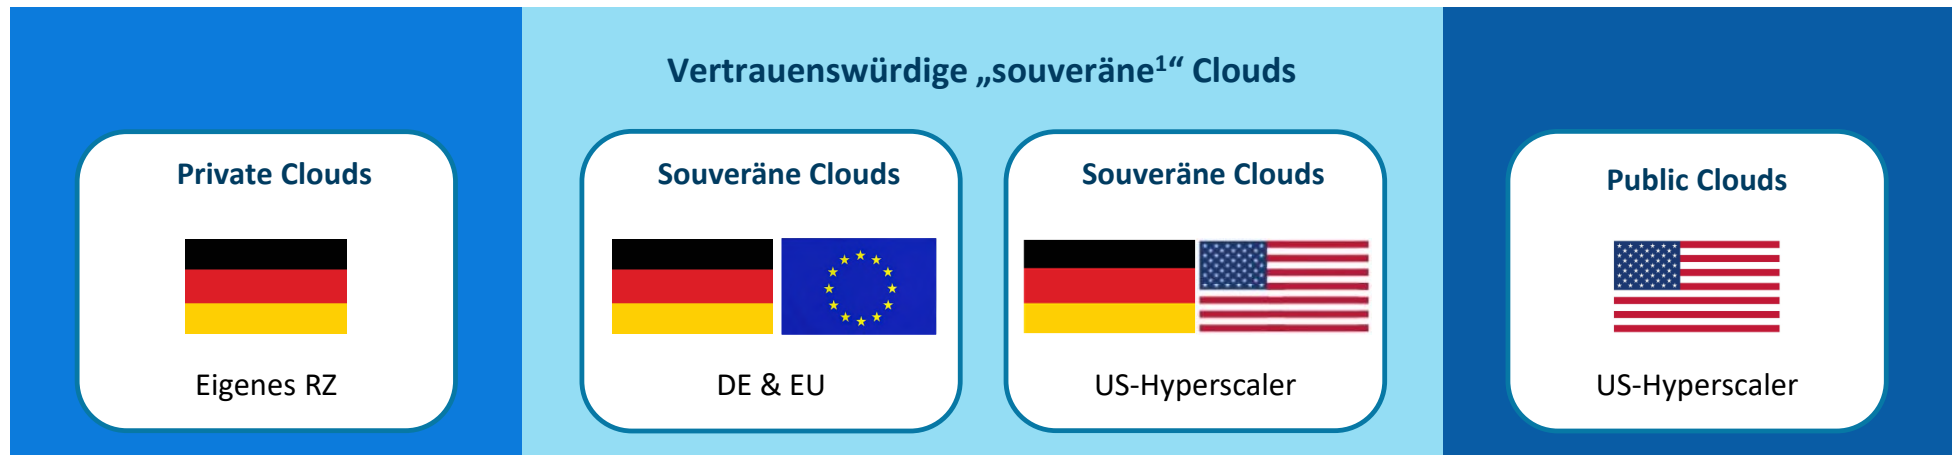 Vertrauenswürdige „souveräne¹“ Clouds
Private Clouds
Eigenes RZ
Souveräne Clouds
DE & EU
Souveräne Clouds
US-Hyperscaler
Public Clouds
US-Hyperscaler